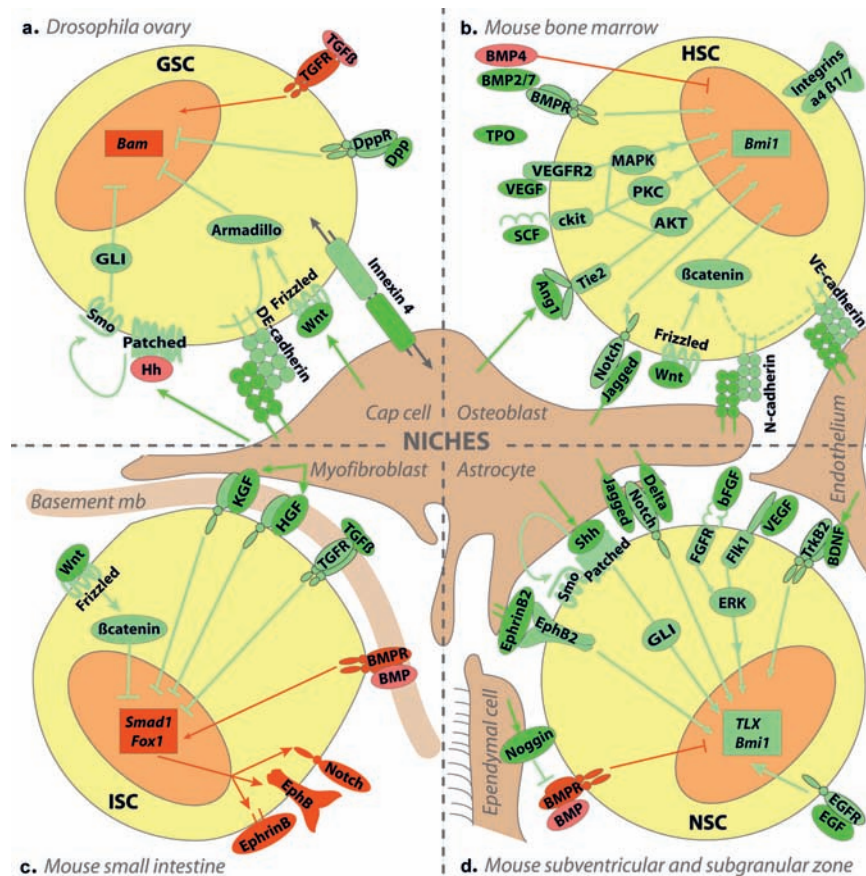 a. Drosophila ovary
GSC
TGFß
TGFR
Bam
DppR
Dpp
Armadillo
GLI
Smo
Patched
Hh
DE-cadherin
Frizzled
Wnt
Innexin 4
Cap cell
b. Mouse bone marrow
HSC
BMP4
BMP2/7
BMPR
Integrins
a4 ß1/7
TPO
Bmi1
MAPK
VEGFR2
VEGF
PKC
SCF
ckit
AKT
Tie2
Ang1
ßcatenin
VE-cadherin
Notch
Jagged
Frizzled
Wnt
N-cadherin
Osteoblast
Endothelium
NICHES
Myofibroblast
Basement mb
KGF
HGF
TGFß
TGFR
Wnt
Frizzled
ßcatenin
BMPR
BMP
Smad1
Fox1
Notch
EphB
EphrinB
ISC
c. Mouse small intestine
Astrocyte
Jagged
Notch
Delta
bFGF
FGFR
Flk1
VEGF
TrkB2
BDNF
Shh
Patched
Smo
EphrinB2
EphB2
GLI
ERK
TLX
Bmi1
Ependymal cell
Noggin
BMPR
BMP
EGFR
EGF
NSC
d. Mouse subventricular and subgranular zone